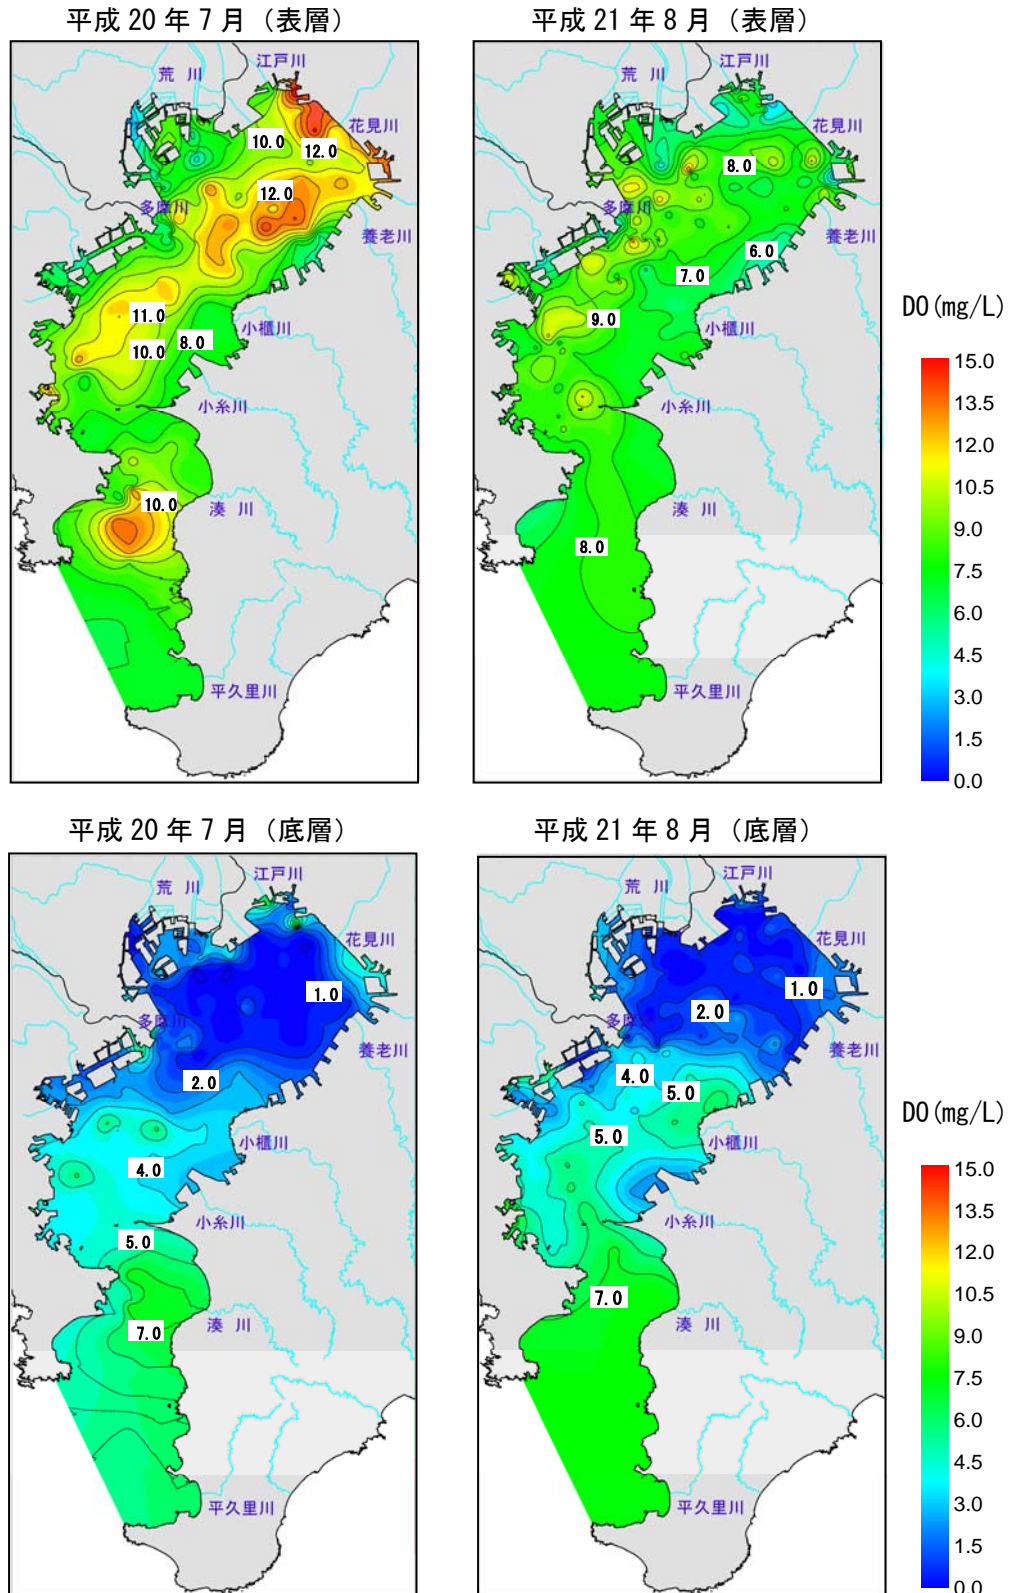 平成 20 年 7 月（表層）
荒 川
江戸川
花見川
10.0
12.0
12.0
多摩川
養老川
11.0
8.0
10.0
小櫃川
小糸川
10.0
湊 川
平久里川
平成 21 年 8 月（表層）
荒 川
江戸川
花見川
8.0
多摩川
養老川
6.0
7.0
9.0
小櫃川
小糸川
湊 川
8.0
平久里川
DO(mg/L)
15.0
13.5
12.0
10.5
9.0
7.5
6.0
4.5
3.0
1.5
0.0
平成 20 年 7 月（底層）
荒 川
江戸川
花見川
1.0
多摩川
養老川
2.0
小櫃川
4.0
小糸川
5.0
湊 川
7.0
平久里川
平成 21 年 8 月（底層）
荒 川
江戸川
花見川
1.0
2.0
多摩川
養老川
4.0
5.0
5.0
小櫃川
小糸川
7.0
湊 川
平久里川
DO(mg/L)
15.0
13.5
12.0
10.5
9.0
7.5
6.0
4.5
3.0
1.5
0.0